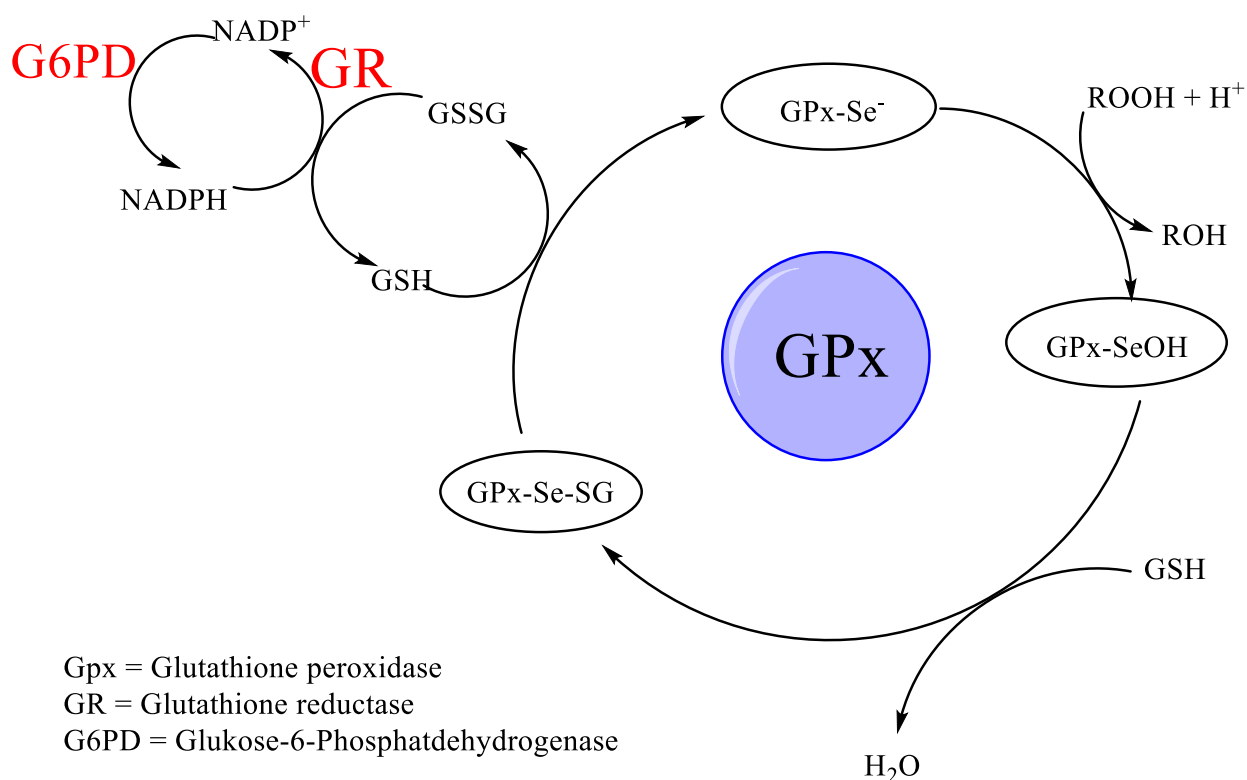 NADP⁺
G6PD
GR
GSSG
NADPH
GSH
GPx-Se⁻
ROOH + H⁺
ROH
GPx
GPx-SeOH
GPx-Se-SG
GSH
H₂O
Gpx = Glutathione peroxidase
GR = Glutathione reductase
G6PD = Glukose-6-Phosphatdehydrogenase